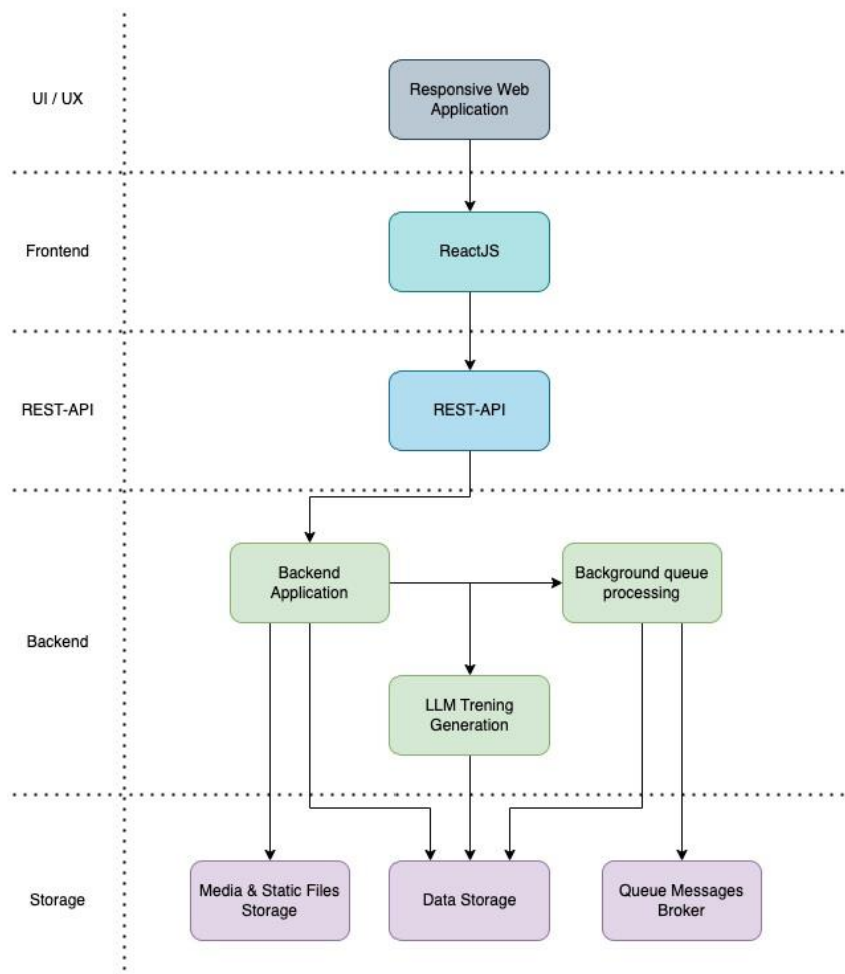 UI / UX
Responsive Web
Application
Frontend
ReactJS
REST-API
REST-API
Backend
Backend
Application
Background queue
processing
LLM Trening
Generation
Storage
Media & Static Files
Storage
Data Storage
Queue Messages
Broker